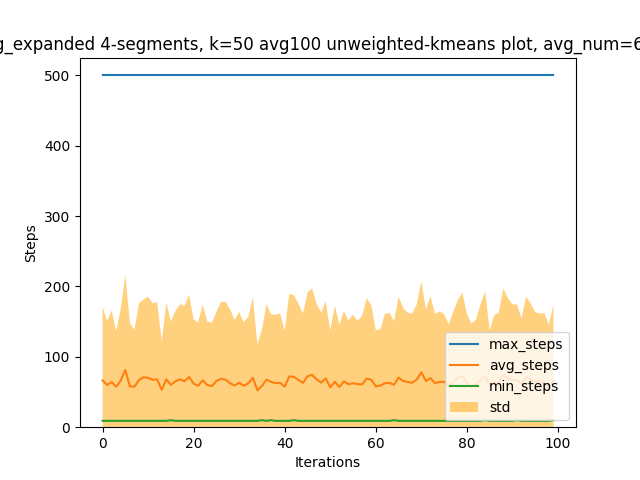 g_expanded 4-segments, k=50 avg100 unweighted-kmeans plot, avg_num=6
500
400
300
200
100
0
Steps
max_steps
avg_steps
min_steps
std
0 20 40 60 80 100
Iterations